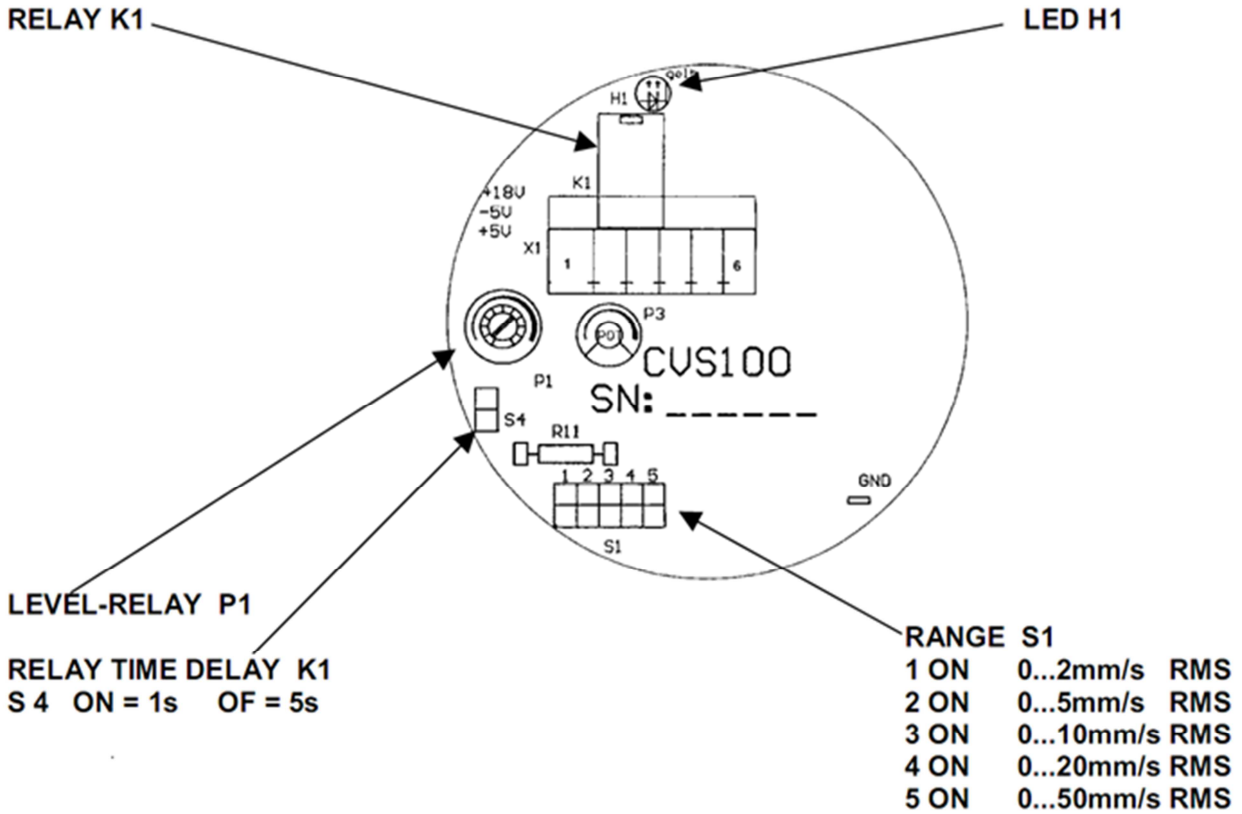 RELAY K1
LED H1
gelb
H1
K1
+18V
-5V
+5V
X1
1 6
P3
POT
CVS100
P1
SN: ______
S4
R11
1 2 3 4 5
GND
S1
LEVEL-RELAY P1
RELAY TIME DELAY K1
S 4 ON = 1s OF = 5s
RANGE S1
1 ON 0...2mm/s RMS
2 ON 0...5mm/s RMS
3 ON 0...10mm/s RMS
4 ON 0...20mm/s RMS
5 ON 0...50mm/s RMS